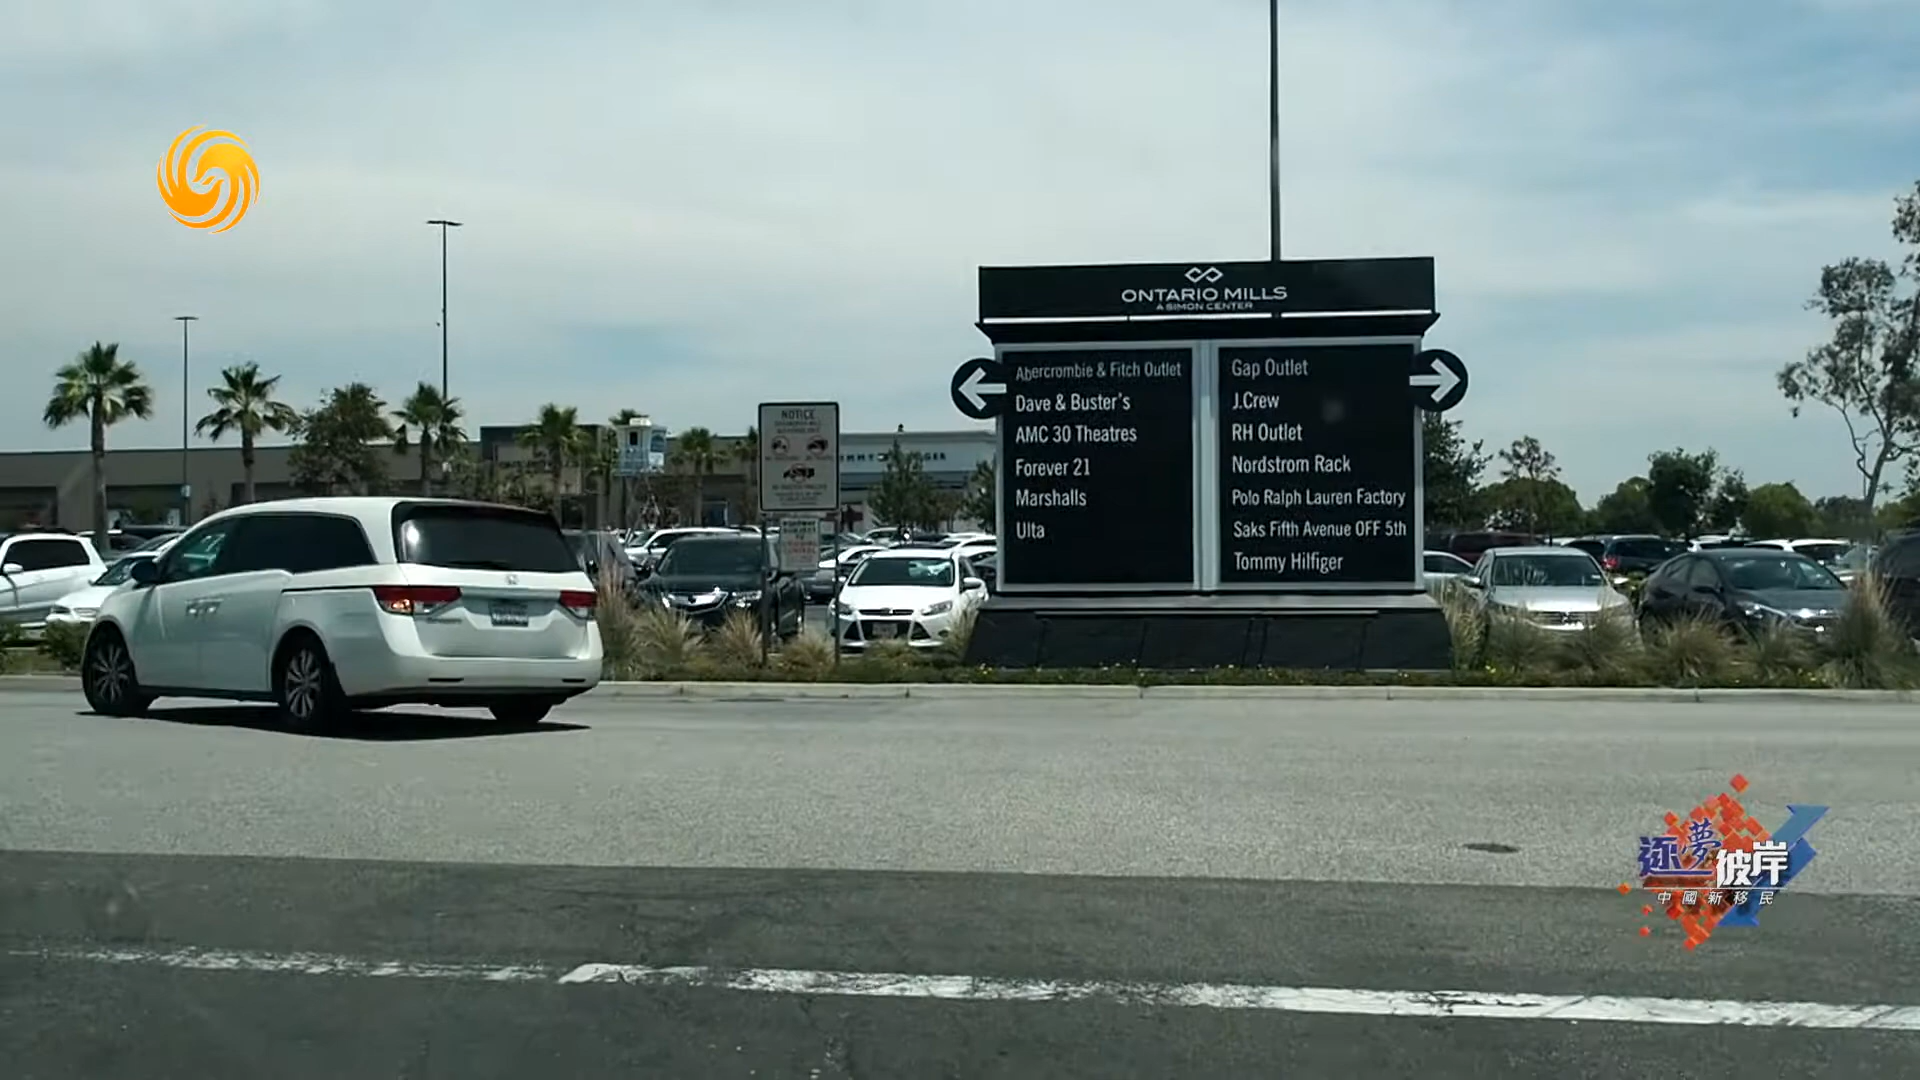 ONTARIO MILLS
A SIMON CENTER
Abercrombie & Fitch Outlet
Dave & Buster's
AMC 30 Theatres
Forever 21
Marshalls
Ulta
Gap Outlet
J.Crew
RH Outlet
Nordstrom Rack
Polo Ralph Lauren Factory
Saks Fifth Avenue OFF 5th
Tommy Hilfiger
NOTICE
逐夢彼岸
中國新移民